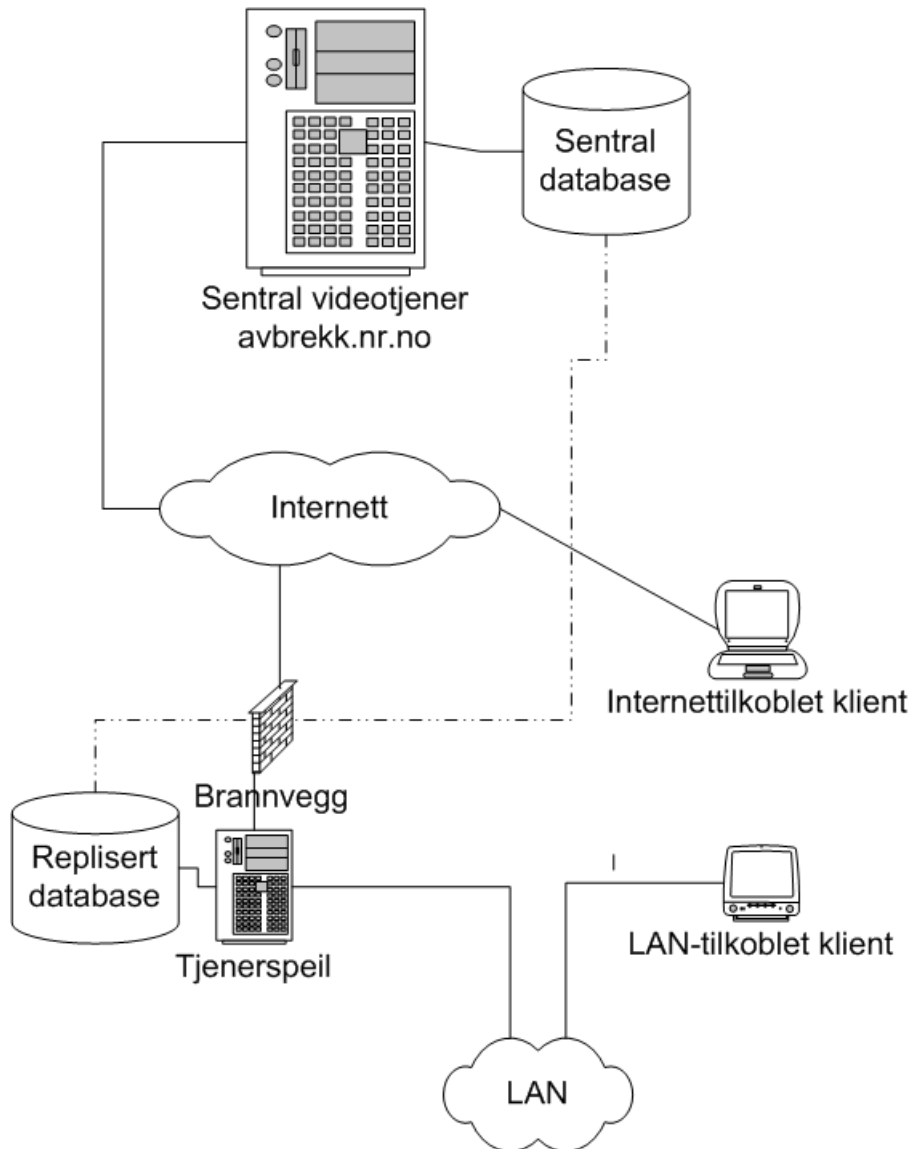 Sentral
database
Sentral videotjener
avbrekk.nr.no
Internett
Internettilkoblet klient
Brannvegg
Replisert
database
Tjenerspeil
LAN-tilkoblet klient
LAN